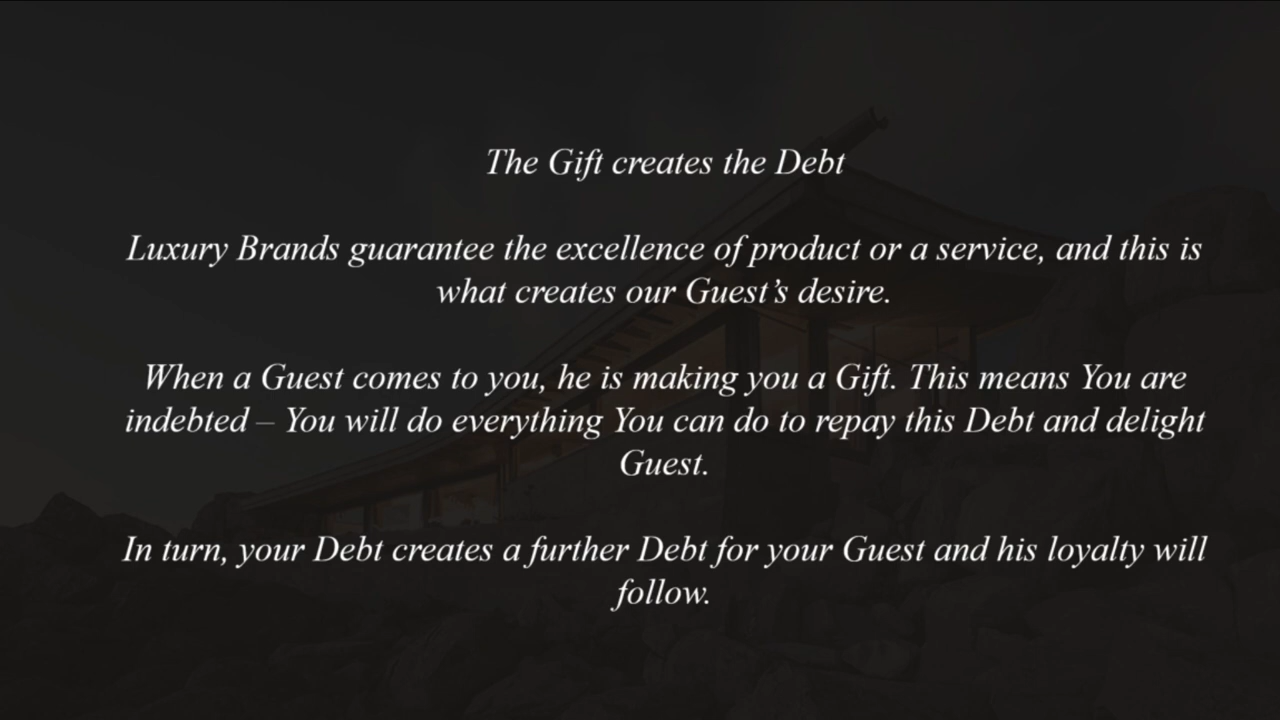 The Gift creates the Debt
Luxury Brands guarantee the excellence of product or a service, and this is
what creates our Guest’s desire.
When a Guest comes to you, he is making you a Gift. This means You are
indebted – You will do everything You can do to repay this Debt and delight
Guest.
In turn, your Debt creates a further Debt for your Guest and his loyalty will
follow.